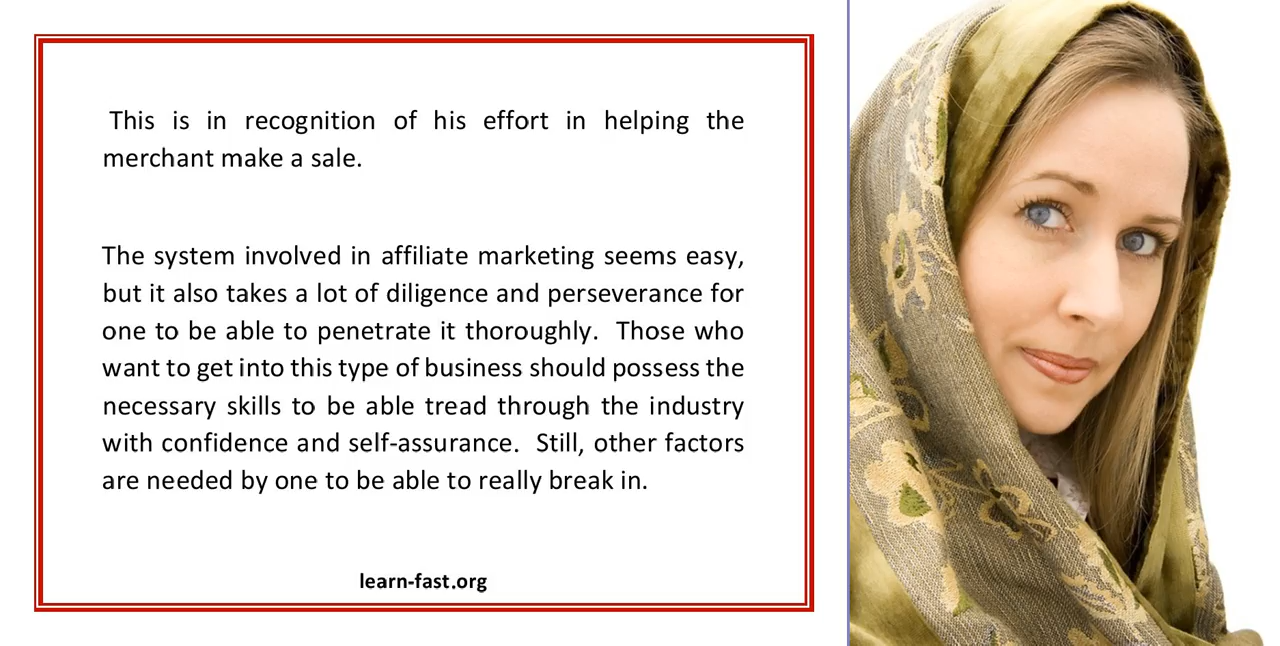 This is in recognition of his effort in helping the
merchant make a sale.
The system involved in affiliate marketing seems easy,
but it also takes a lot of diligence and perseverance for
one to be able to penetrate it thoroughly. Those who
want to get into this type of business should possess the
necessary skills to be able tread through the industry
with confidence and self-assurance. Still, other factors
are needed by one to be able to really break in.
learn-fast.org